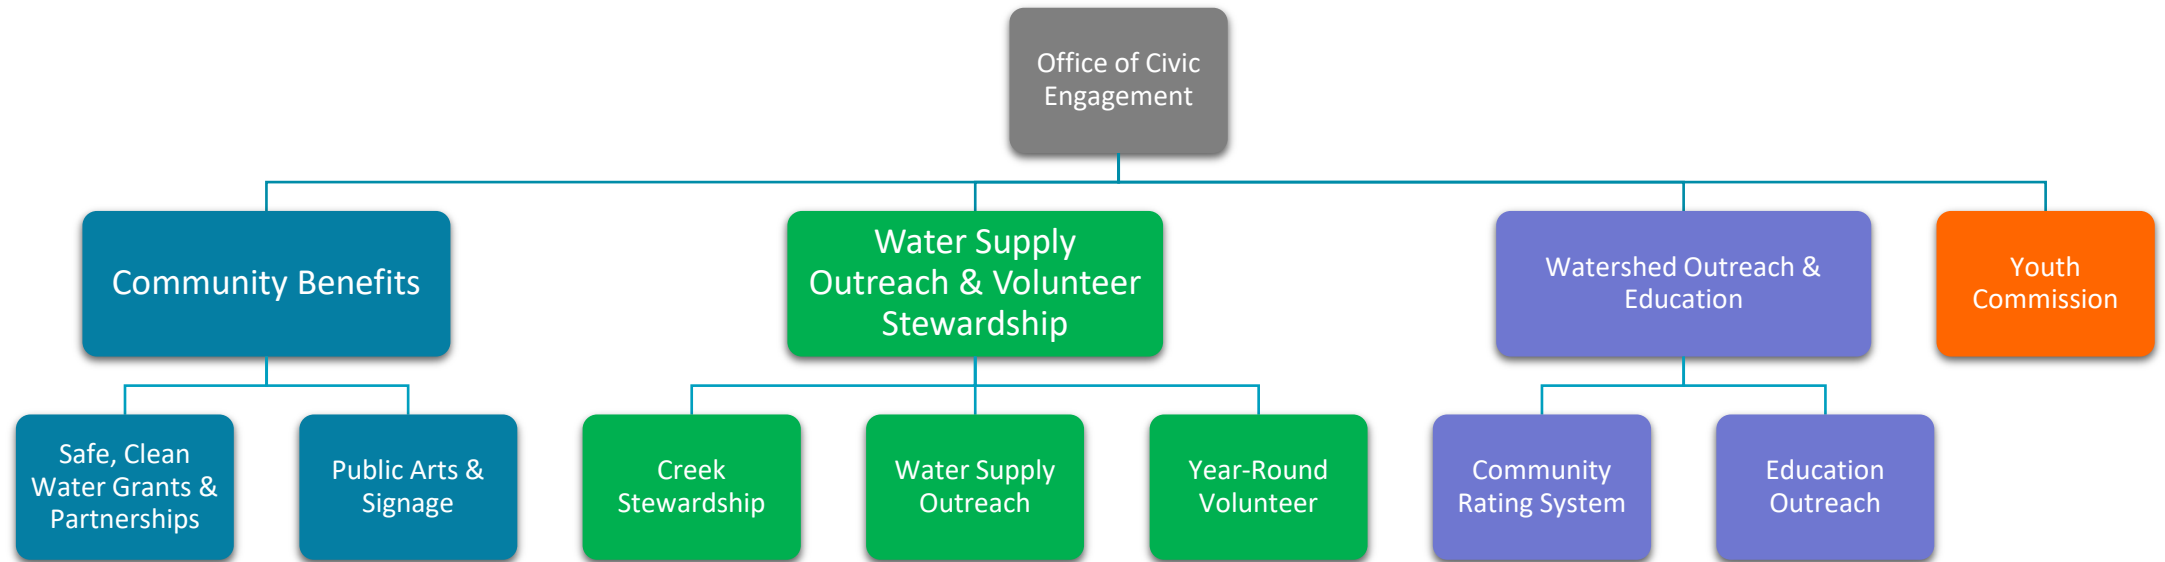 Office of Civic
Engagement
Community Benefits
Water Supply
Outreach & Volunteer
Stewardship
Watershed Outreach &
Education
Youth
Commission
Safe, Clean
Water Grants &
Partnerships
Public Arts &
Signage
Creek
Stewardship
Water Supply
Outreach
Year-Round
Volunteer
Community
Rating System
Education
Outreach